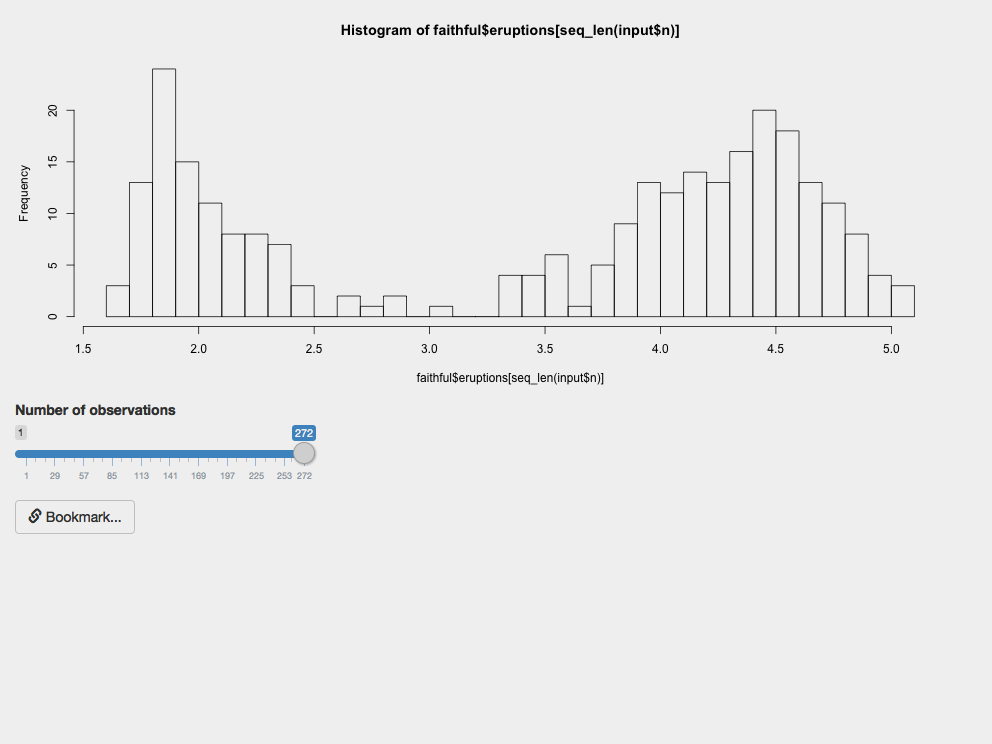 Histogram of faithful$eruptions[seq_len(input$n)]
Frequency
20
15
10
5
0
1.5 2.0 2.5 3.0 3.5 4.0 4.5 5.0
faithful$eruptions[seq_len(input$n)]
Number of observations
1 272
1 29 57 85 113 141 169 197 225 253 272
Bookmark...